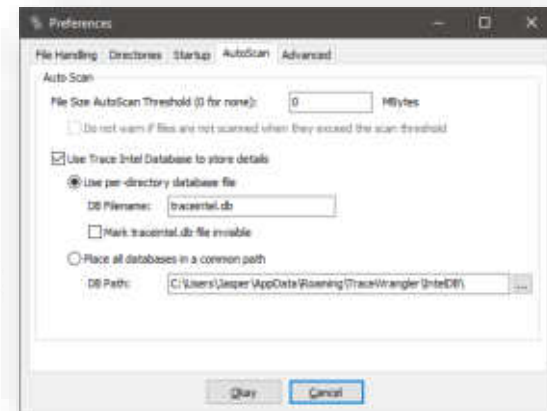 Preferences
File Handling Directories Startup AutoScan Advanced
Auto Scan
File Size AutoScan Threshold (0 for none): 0 MBytes
Do not warn if files are not scanned when they exceed the scan threshold
Use Trace Intel Database to store details
Use per-directory database file
DB Filename: traceintel.db
Mark traceintel.db file invisible
Place all databases in a common path
DB Path: C:\Users\Jasper\AppData\Roaming\TraceWrangler\IntelDB\ ...
Okay Cancel